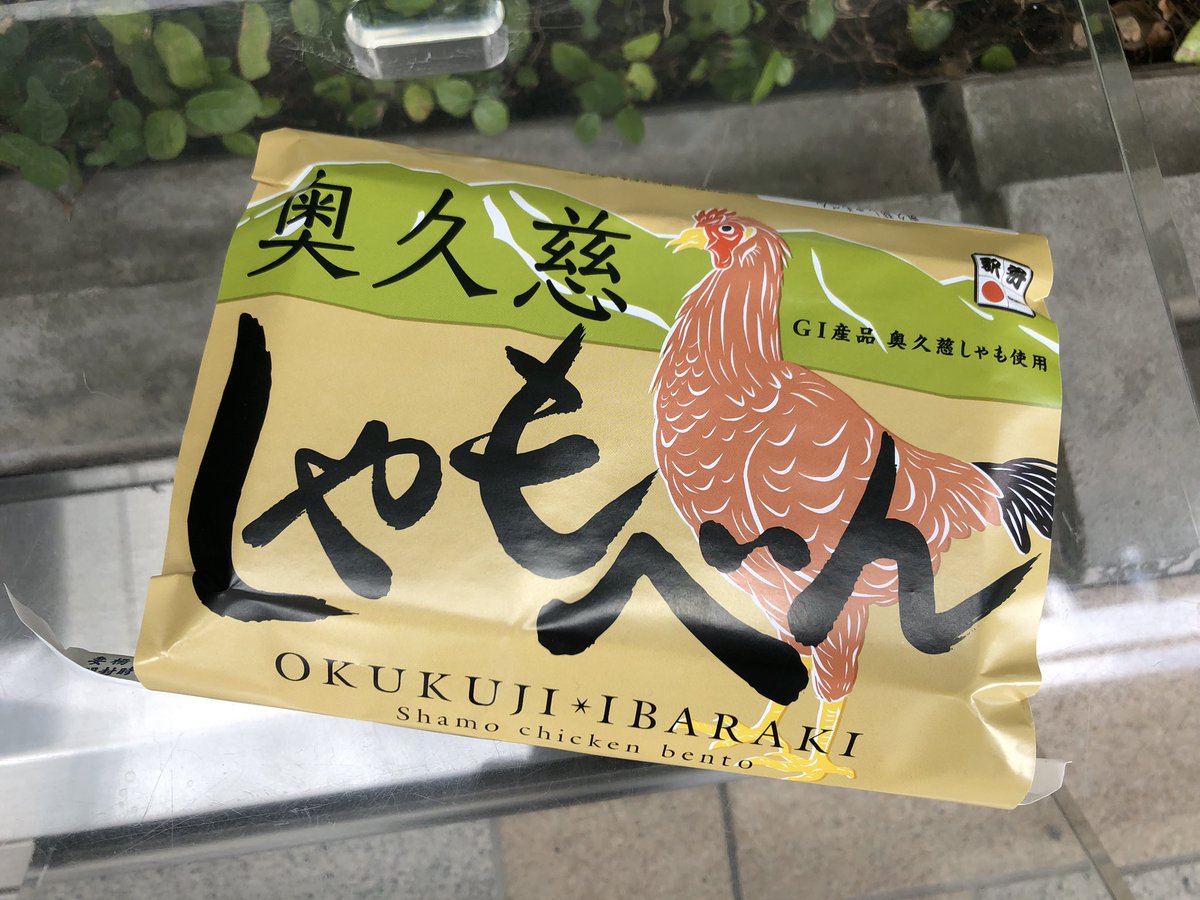 奥久慈
しゃもべん
GI産品 奥久慈しゃも使用
駅弁
OKUKUJI＊IBARAKI
Shamo chicken bento